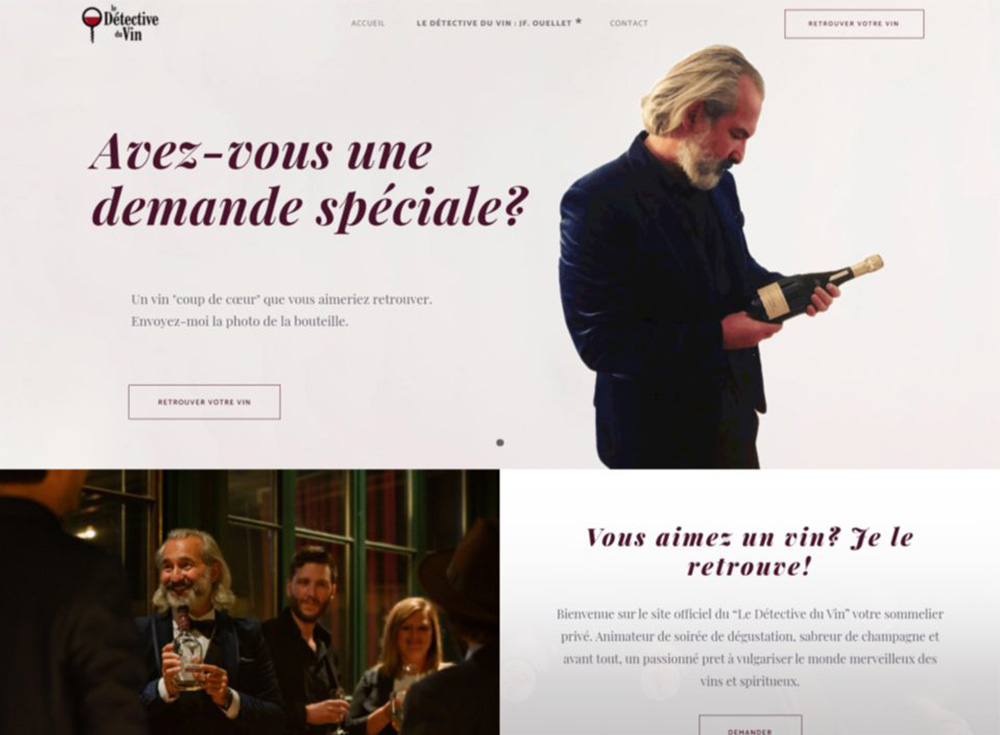 le
Détective
du Vin
ACCUEIL
LE DÉTECTIVE DU VIN : JF. OUELLET *
CONTACT
RETROUVER VOTRE VIN
Avez-vous une
demande spéciale?
Un vin "coup de cœur" que vous aimeriez retrouver.
Envoyez-moi la photo de la bouteille.
RETROUVER VOTRE VIN
Vous aimez un vin? Je le
retrouve!
Bienvenue sur le site officiel du “Le Détective du Vin” votre sommelier
privé. Animateur de soirée de dégustation, sabreur de champagne et
avant tout, un passionné pret à vulgariser le monde merveilleux des
vins et spiritueux.
DEMANDER